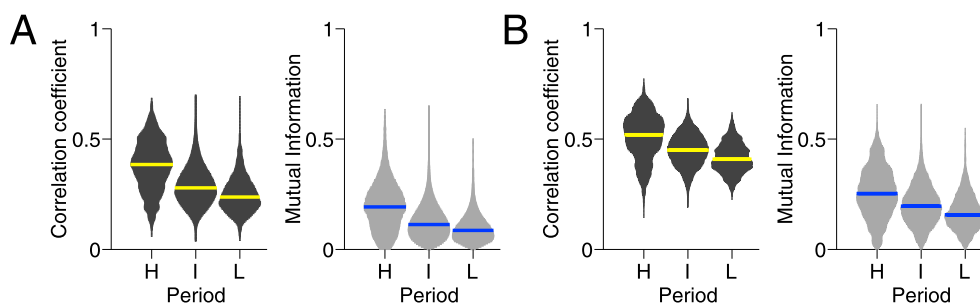 A
Correlation coefficient
1
0.5
0
H I L
Period
Mutual Information
1
0.5
0
H I L
Period
B
Correlation coefficient
1
0.5
0
H I L
Period
Mutual Information
1
0.5
0
H I L
Period